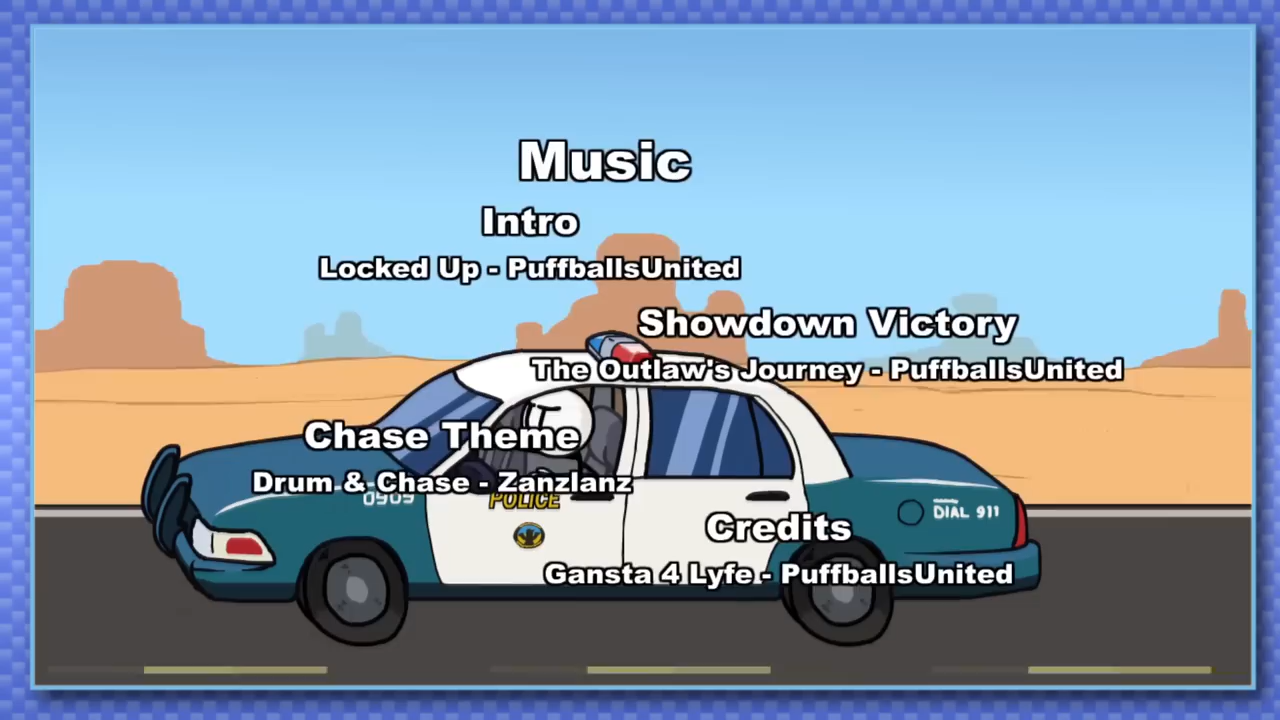 Music
Intro
Locked Up - PuffballsUnited
Showdown Victory
The Outlaw's Journey - PuffballsUnited
Chase Theme
Drum & Chase - Zanzlanz
0909
POLICE
DIAL 911
Credits
Gansta 4 Lyfe - PuffballsUnited